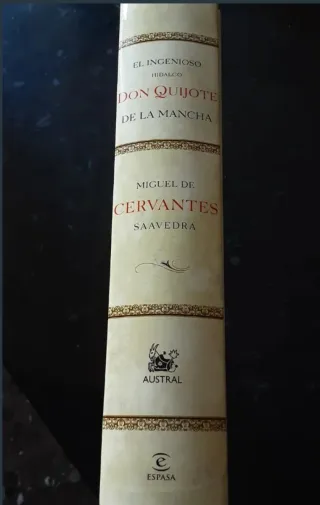 EL INGENIOSO
HIDALGO
DON QUIJOTE
DE LA MANCHA
MIGUEL DE
CERVANTES
SAAVEDRA
AUSTRAL
e
ESPASA